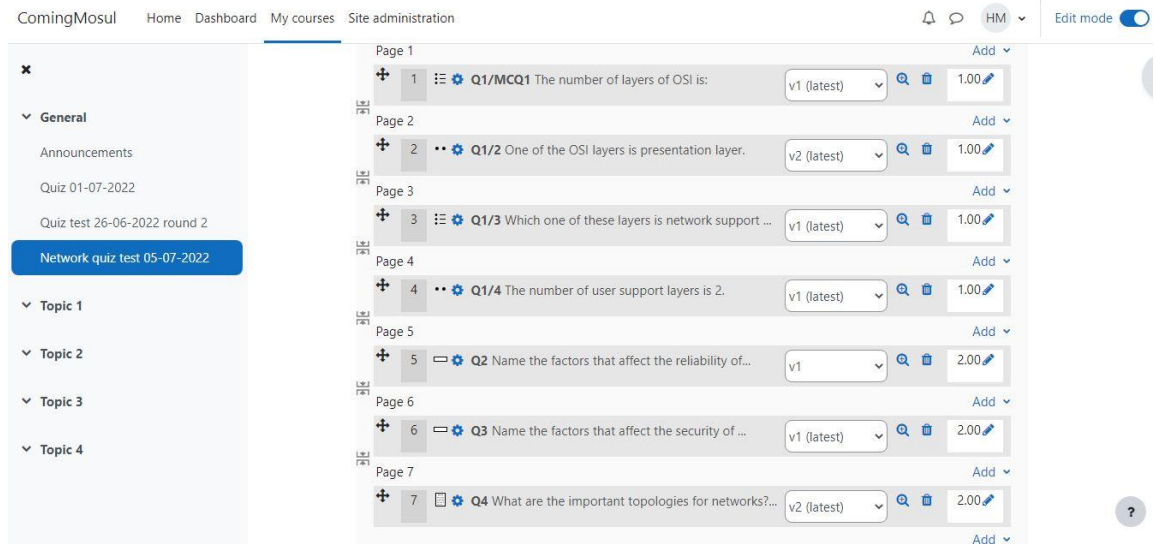 ComingMosul Home Dashboard My courses Site administration HM Edit mode
Page 1 Add
1 Q1/MCQ1 The number of layers of OSI is: v1 (latest) 1.00
General
Page 2 Add
Announcements
2 Q1/2 One of the OSI layers is presentation layer. v2 (latest) 1.00
Quiz 01-07-2022
Page 3 Add
Quiz test 26-06-2022 round 2
3 Q1/3 Which one of these layers is network support ... v1 (latest) 1.00
Network quiz test 05-07-2022
Page 4 Add
4 Q1/4 The number of user support layers is 2. v1 (latest) 1.00
Topic 1
Page 5 Add
Topic 2
5 Q2 Name the factors that affect the reliability of... v1 2.00
Topic 3
Page 6 Add
6 Q3 Name the factors that affect the security of ... v1 (latest) 2.00
Topic 4
Page 7 Add
7 Q4 What are the important topologies for networks?... v2 (latest) 2.00
?
Add